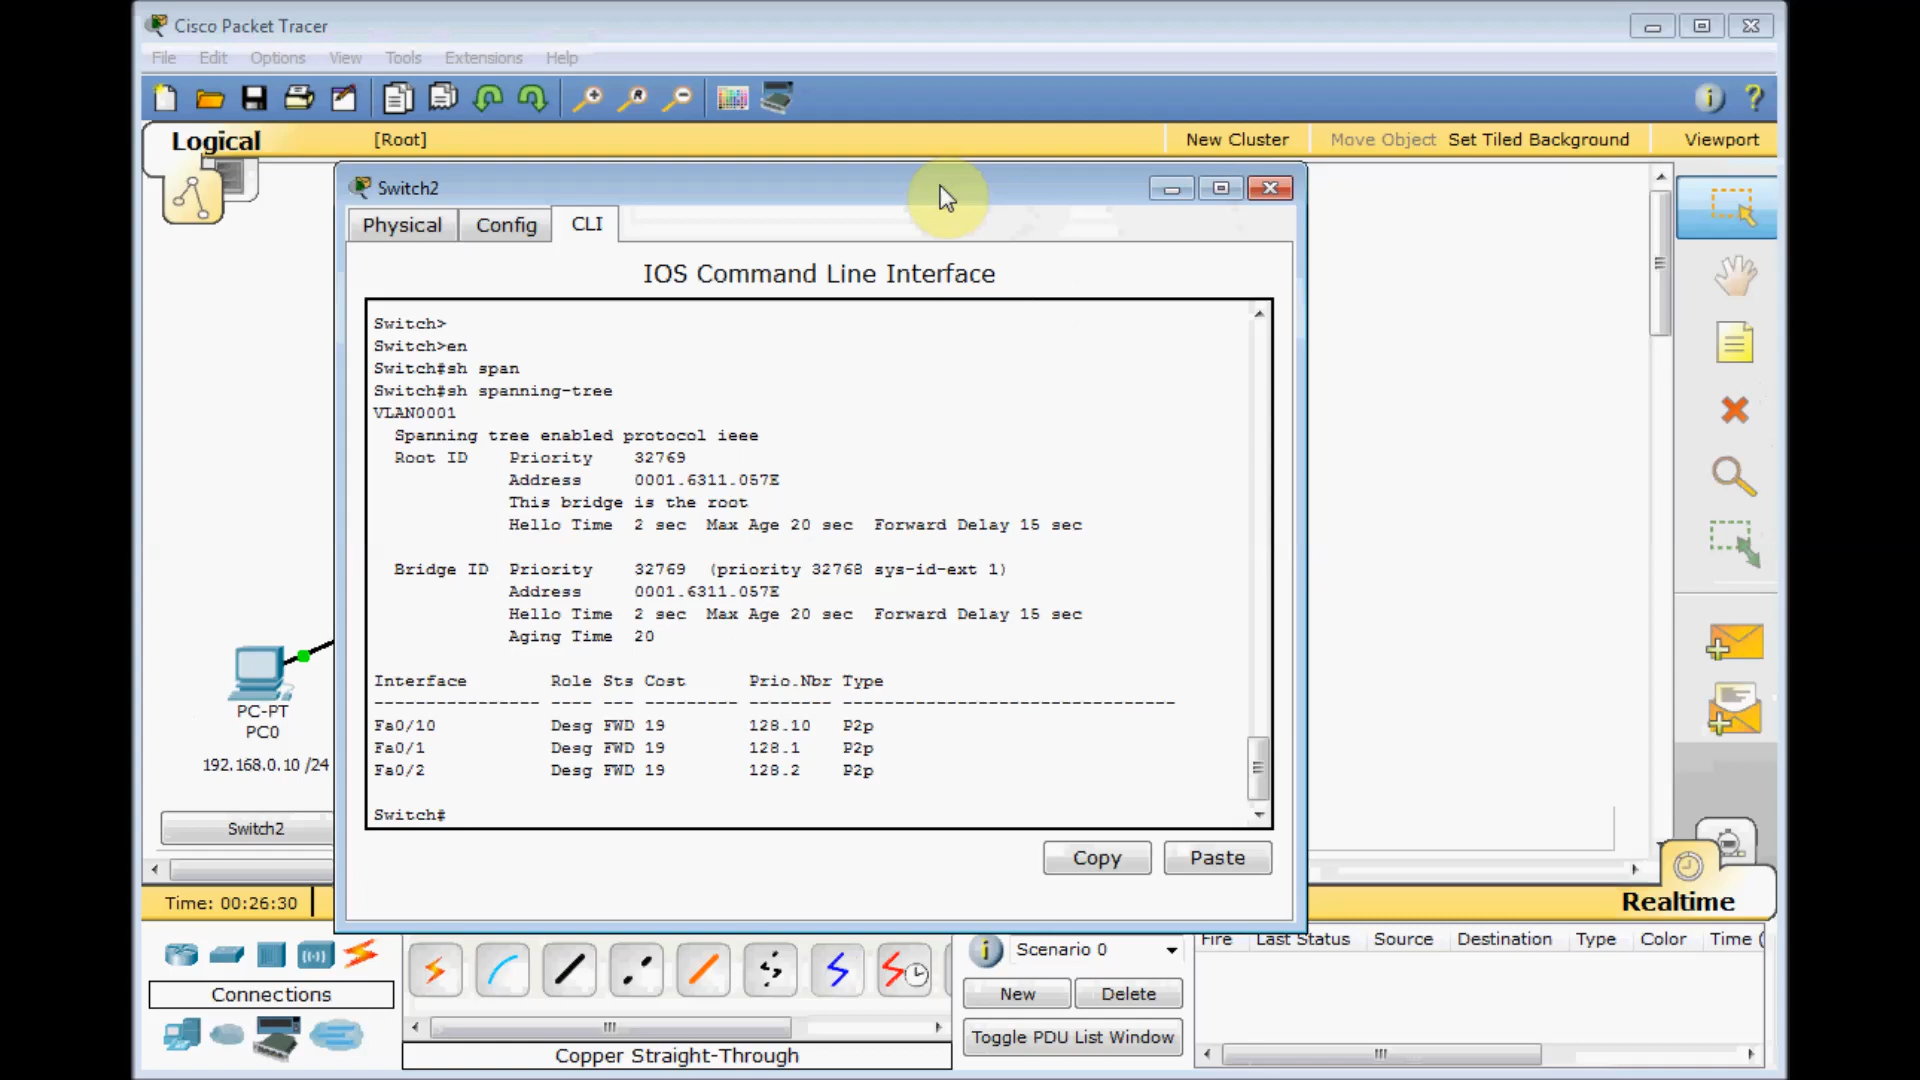 Cisco Packet Tracer
File Edit Options View Tools Extensions Help
Logical [Root] New Cluster Move Object Set Tiled Background Viewport
Switch2
Physical Config CLI
IOS Command Line Interface
Switch>
Switch>en
Switch#sh span
Switch#sh spanning-tree
VLAN0001
Spanning tree enabled protocol ieee
Root ID Priority 32769
Address 0001.6311.057E
This bridge is the root
Hello Time 2 sec Max Age 20 sec Forward Delay 15 sec
Bridge ID Priority 32769 (priority 32768 sys-id-ext 1)
Address 0001.6311.057E
Hello Time 2 sec Max Age 20 sec Forward Delay 15 sec
Aging Time 20
Interface Role Sts Cost Prio.Nbr Type
---------------- ---- --- --------- -------- --------------------------------
Fa0/10 Desg FWD 19 128.10 P2p
Fa0/1 Desg FWD 19 128.1 P2p
Fa0/2 Desg FWD 19 128.2 P2p
Switch#
Copy Paste
PC-PT
PC0
192.168.0.10 /24
Switch2
Time: 00:26:30
Realtime
Connections
Copper Straight-Through
Scenario 0
New Delete
Toggle PDU List Window
Fire Last Status Source Destination Type Color Time (